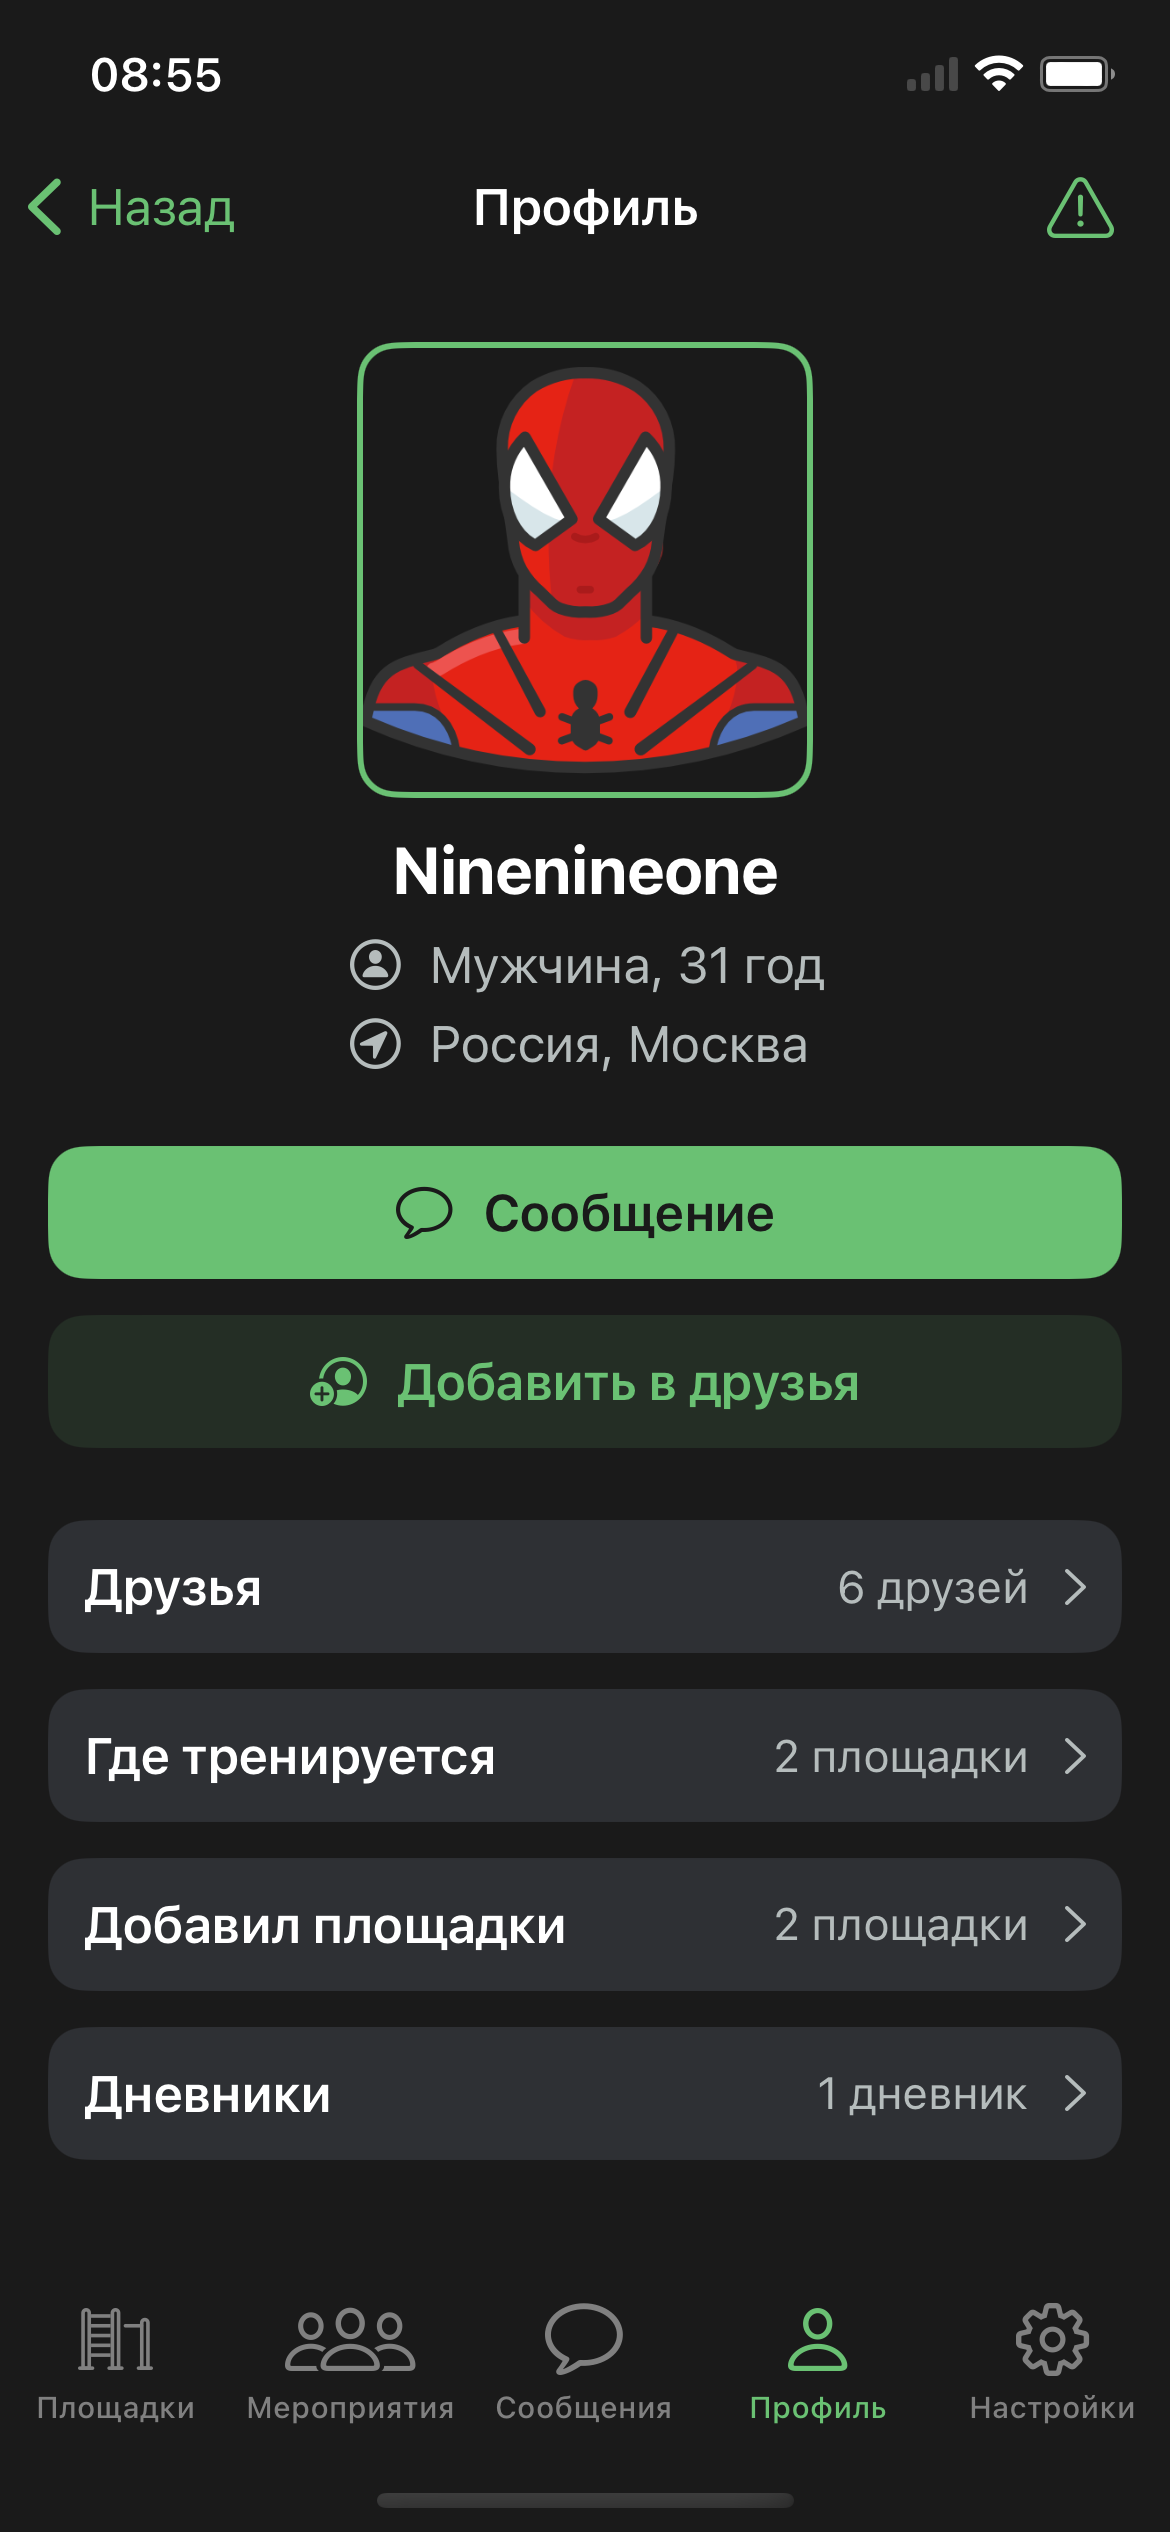 08:55
Назад
Профиль
Ninenineone
Мужчина, 31 год
Россия, Москва
Сообщение
Добавить в друзья
Друзья 6 друзей
Где тренируется 2 площадки
Добавил площадки 2 площадки
Дневники 1 дневник
Площадки Мероприятия Сообщения Профиль Настройки